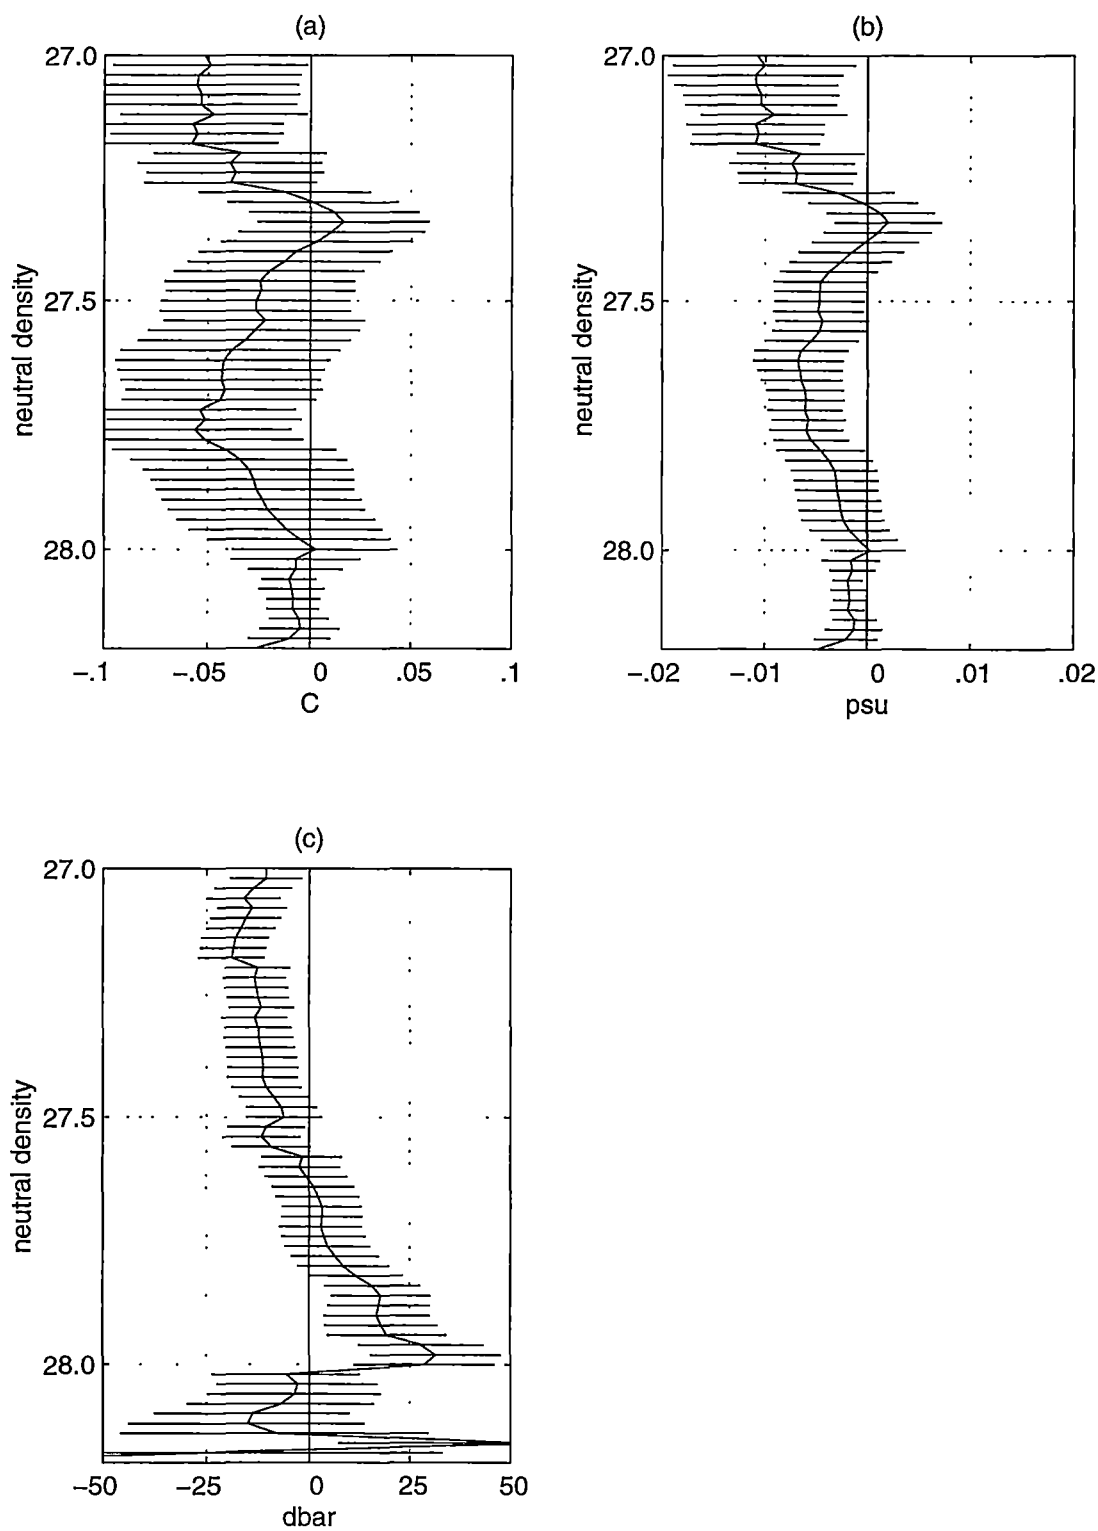 (a)
27.0
27.5
28.0
neutral density
-.1 -.05 0 .05 .1
C
(b)
27.0
27.5
28.0
neutral density
-.02 -.01 0 .01 .02
psu
(c)
27.0
27.5
28.0
neutral density
-50 -25 0 25 50
dbar